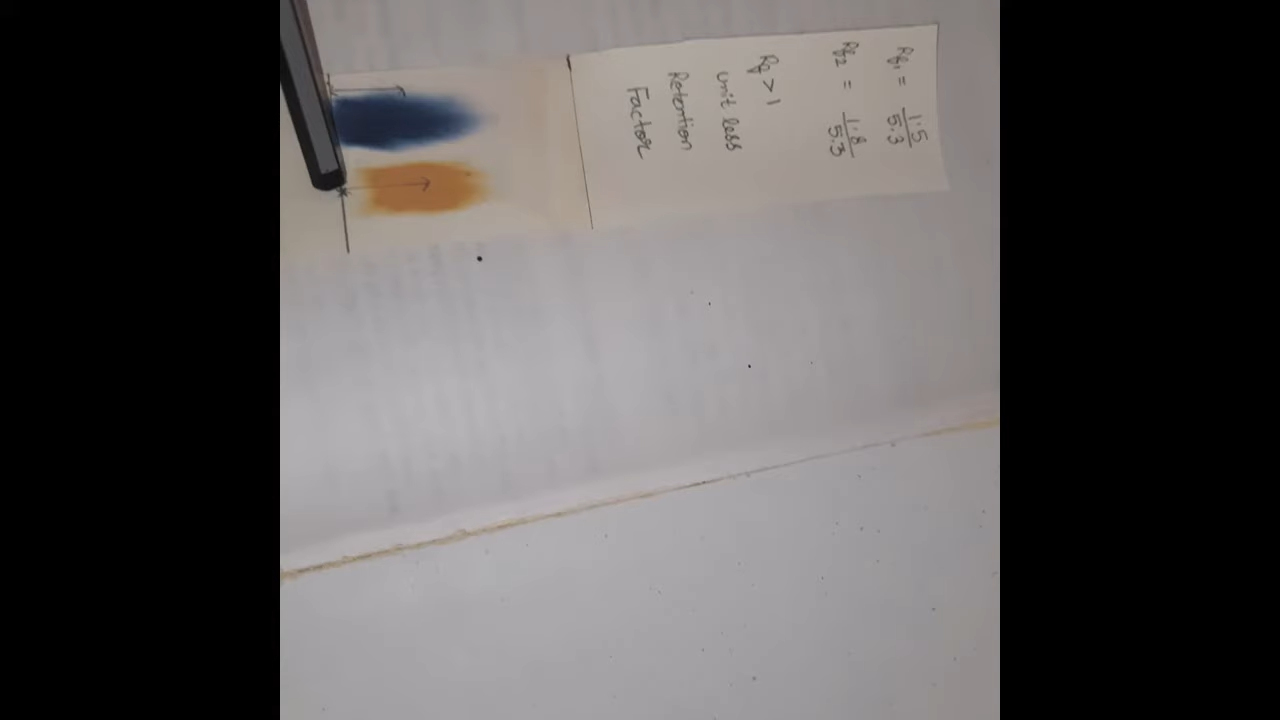 Rf₁ = 1.5/5.3
Rf₂ = 1.8/5.3
Rf > 1
unit less
Retention
Factor